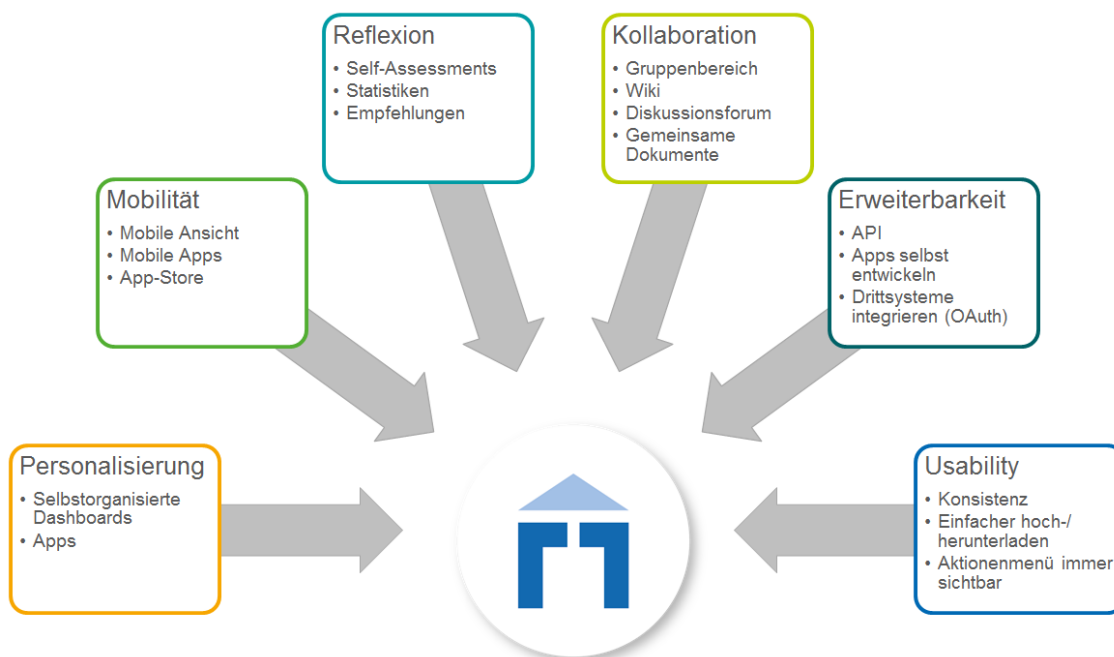 Reflexion
• Self-Assessments
• Statistiken
• Empfehlungen
Kollaboration
• Gruppenbereich
• Wiki
• Diskussionsforum
• Gemeinsame
Dokumente
Mobilität
• Mobile Ansicht
• Mobile Apps
• App-Store
Erweiterbarkeit
• API
• Apps selbst
entwickeln
• Drittsysteme
integrieren (OAuth)
Personalisierung
• Selbstorganisierte
Dashboards
• Apps
Usability
• Konsistenz
• Einfacher hoch-/
herunterladen
• Aktionenmenü immer
sichtbar